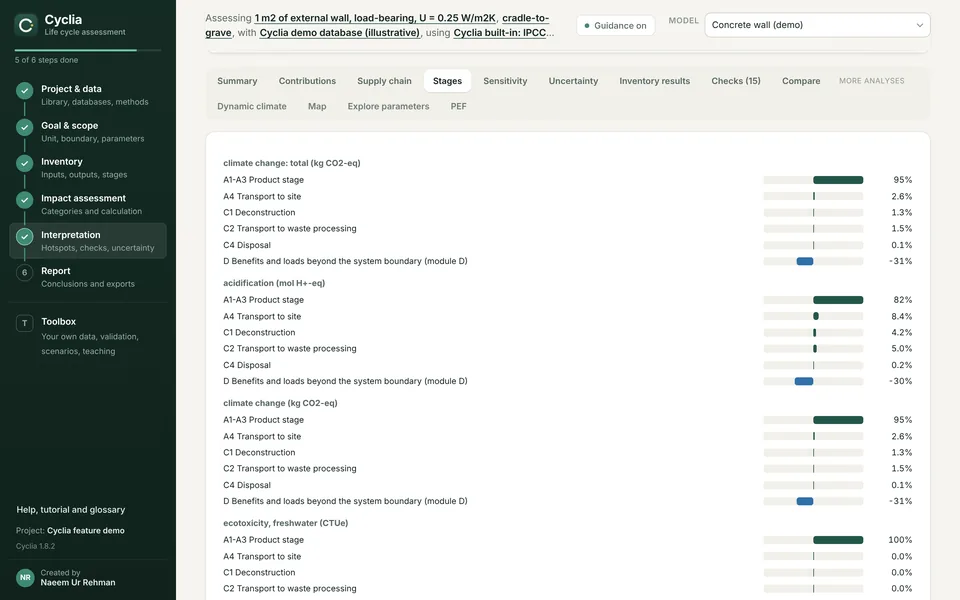 Cyclia
Life cycle assessment
5 of 6 steps done
Project & data
Library, databases, methods
Goal & scope
Unit, boundary, parameters
Inventory
Inputs, outputs, stages
Impact assessment
Categories and calculation
Interpretation
Hotspots, checks, uncertainty
6 Report
Conclusions and exports
T Toolbox
Your own data, validation,
scenarios, teaching
Help, tutorial and glossary
Project: Cyclia feature demo
Cyclia 1.8.2
NR Created by
Naeem Ur Rehman
Assessing 1 m2 of external wall, load-bearing, U = 0.25 W/m2K, cradle-to-
grave, with Cyclia demo database (illustrative), using Cyclia built-in: IPCC...
Guidance on
MODEL
Concrete wall (demo)
Summary Contributions Supply chain Stages Sensitivity Uncertainty Inventory results Checks (15) Compare MORE ANALYSES
Dynamic climate Map Explore parameters PEF
climate change: total (kg CO2-eq)
A1-A3 Product stage 95%
A4 Transport to site 2.6%
C1 Deconstruction 1.3%
C2 Transport to waste processing 1.5%
C4 Disposal 0.1%
D Benefits and loads beyond the system boundary (module D) -31%
acidification (mol H+-eq)
A1-A3 Product stage 82%
A4 Transport to site 8.4%
C1 Deconstruction 4.2%
C2 Transport to waste processing 5.0%
C4 Disposal 0.2%
D Benefits and loads beyond the system boundary (module D) -30%
climate change (kg CO2-eq)
A1-A3 Product stage 95%
A4 Transport to site 2.6%
C1 Deconstruction 1.3%
C2 Transport to waste processing 1.5%
C4 Disposal 0.1%
D Benefits and loads beyond the system boundary (module D) -31%
ecotoxicity, freshwater (CTUe)
A1-A3 Product stage 100%
A4 Transport to site 0.0%
C1 Deconstruction 0.0%
C2 Transport to waste processing 0.0%